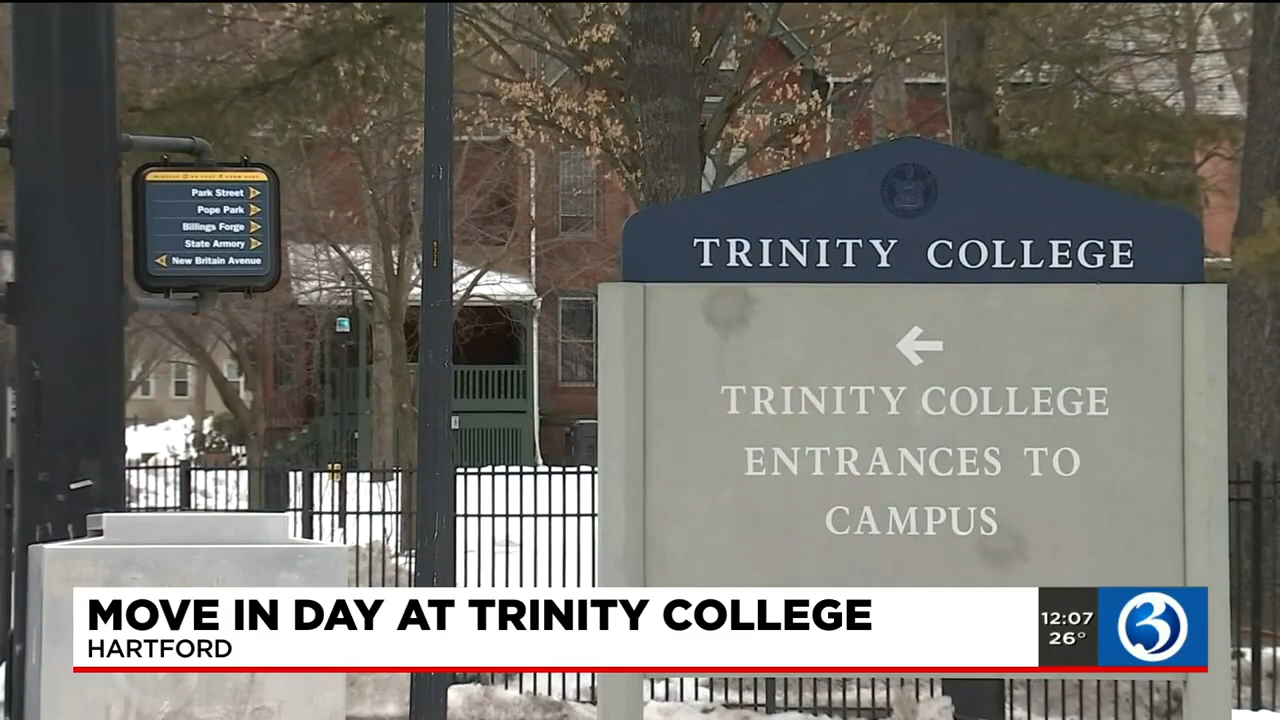 Park Street
Pope Park
Billings Forge
State Armory
New Britain Avenue
TRINITY COLLEGE
TRINITY COLLEGE
ENTRANCES TO
CAMPUS
MOVE IN DAY AT TRINITY COLLEGE
HARTFORD
12:07
26°
3